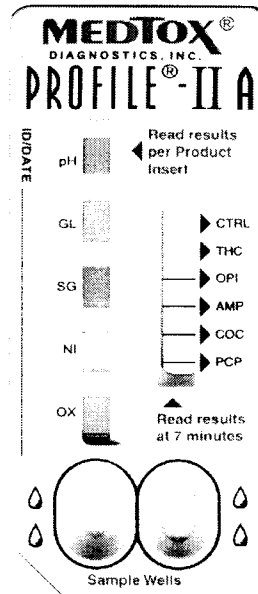 MEDTOX®
DIAGNOSTICS, INC.
PROFILE®-II A
ID/DATE
pH
GL
SG
NI
OX
Read results
per Product
Insert
CTRL
THC
OPI
AMP
COC
PCP
Read results
at 7 minutes
Sample Wells